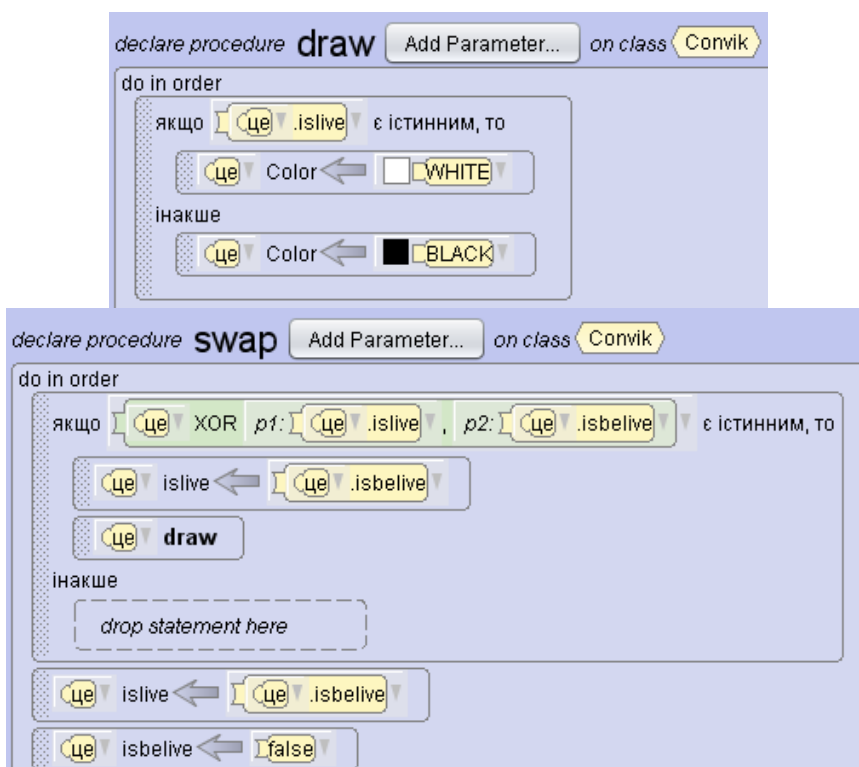 declare procedure draw Add Parameter... on class Convik
do in order
якщо це .islive є істинним, то
це Color WHITE
інакше
це Color BLACK
declare procedure swap Add Parameter... on class Convik
do in order
якщо це XOR p1: це .islive , p2: це .isbelive є істинним, то
це islive це .isbelive
це draw
інакше
drop statement here
це islive це .isbelive
це isbelive false